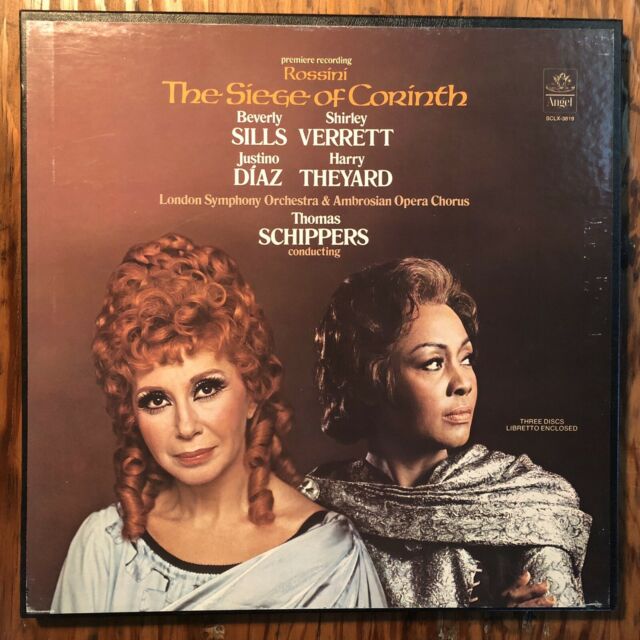 premiere recording
Rossini
The Siege of Corinth
Beverly Shirley
SILLS VERRETT
Justino Harry
DÍAZ THEYARD
London Symphony Orchestra & Ambrosian Opera Chorus
Thomas
SCHIPPERS
conducting
Angel
SCLX-3819
THREE DISCS
LIBRETTO ENCLOSED